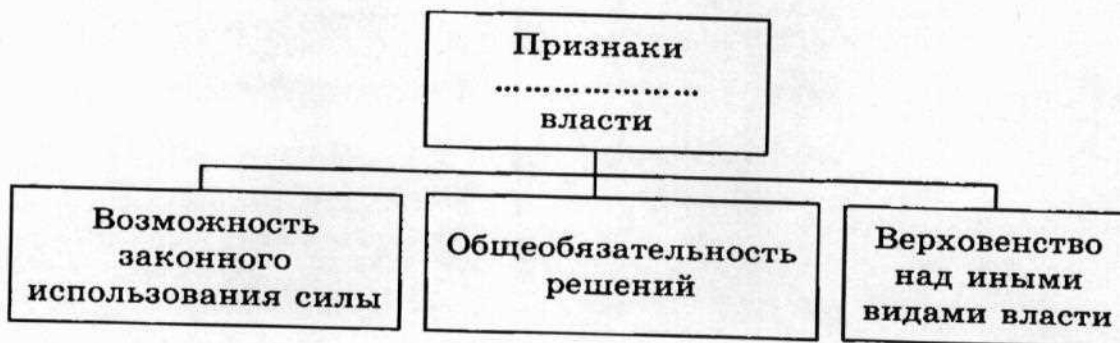 Признаки
…………………
власти
Возможность
законного
использования силы
Общеобязательность
решений
Верховенство
над иными
видами власти